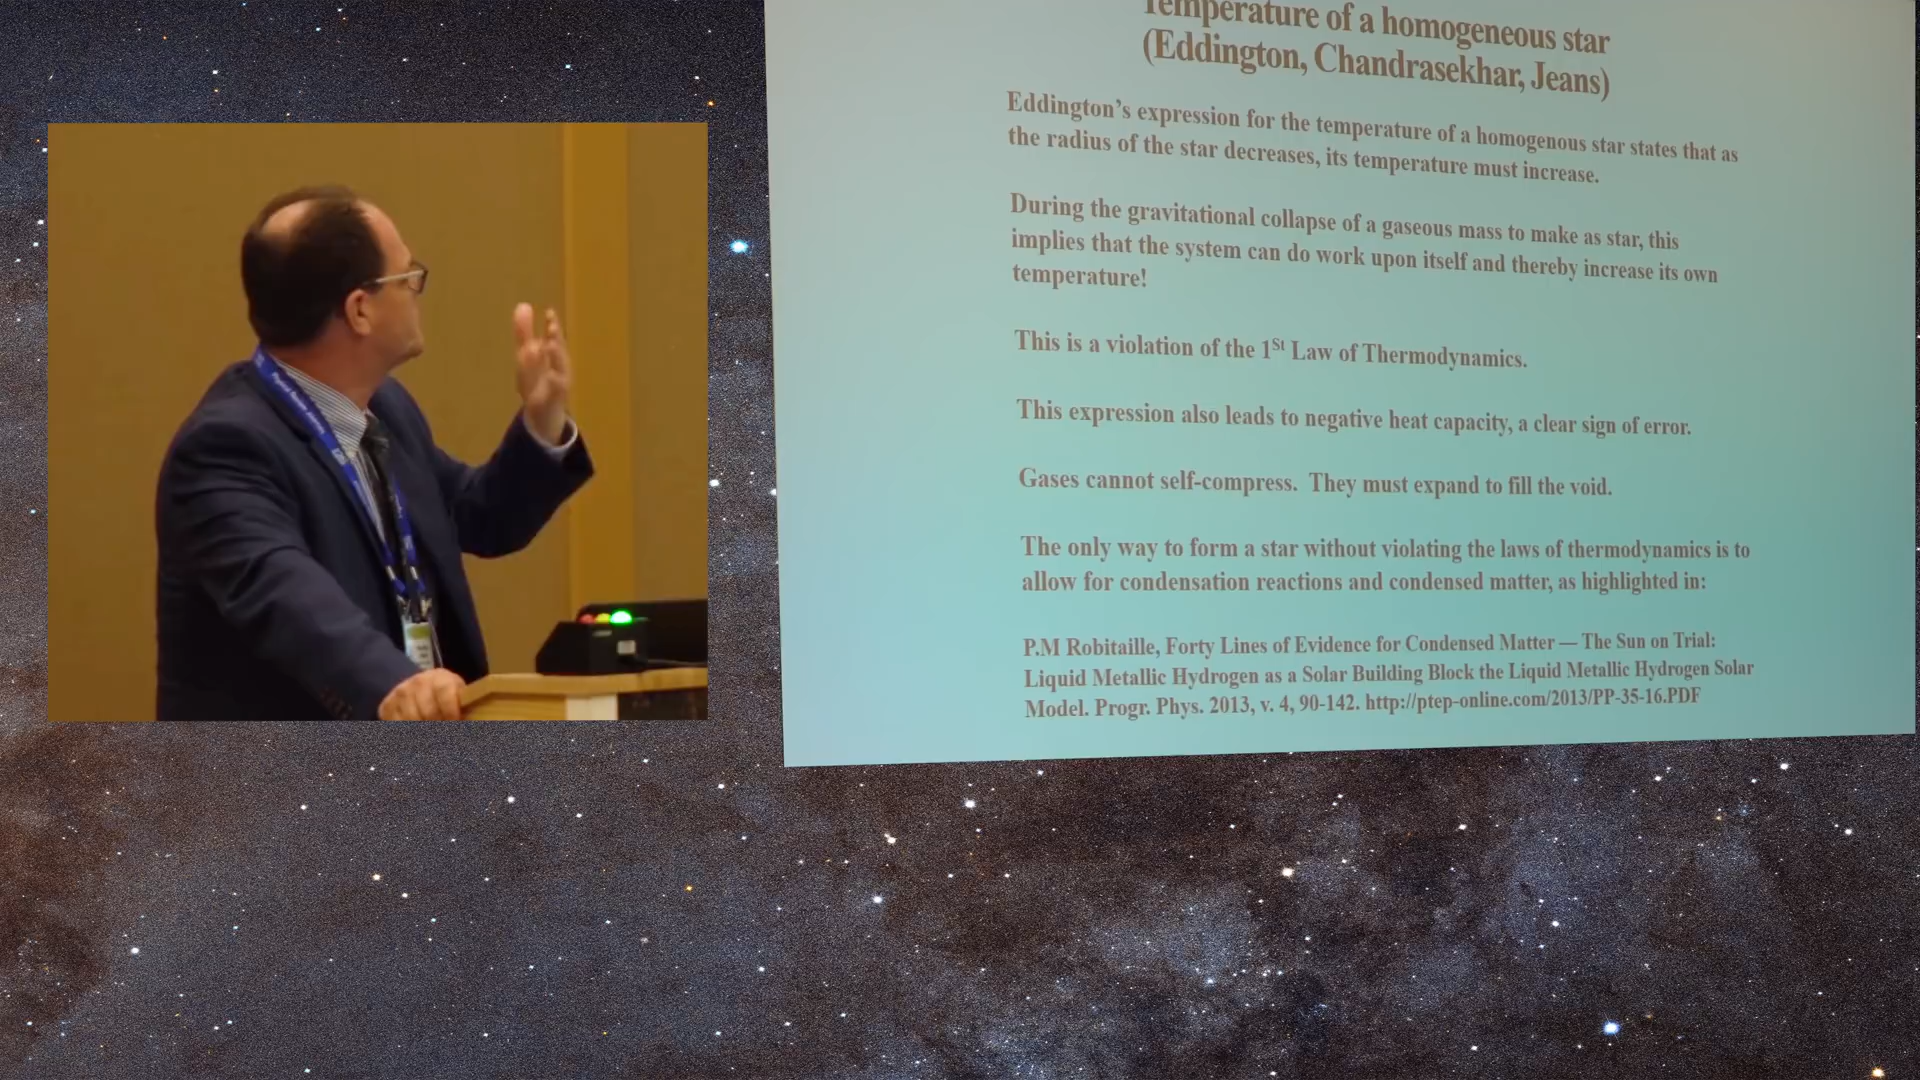 Temperature of a homogeneous star
(Eddington, Chandrasekhar, Jeans)
Eddington's expression for the temperature of a homogenous star states that as
the radius of the star decreases, its temperature must increase.
During the gravitational collapse of a gaseous mass to make as star, this
implies that the system can do work upon itself and thereby increase its own
temperature!
This is a violation of the 1St Law of Thermodynamics.
This expression also leads to negative heat capacity, a clear sign of error.
Gases cannot self-compress. They must expand to fill the void.
The only way to form a star without violating the laws of thermodynamics is to
allow for condensation reactions and condensed matter, as highlighted in:
P.M Robitaille, Forty Lines of Evidence for Condensed Matter — The Sun on Trial:
Liquid Metallic Hydrogen as a Solar Building Block the Liquid Metallic Hydrogen Solar
Model. Progr. Phys. 2013, v. 4, 90-142. http://ptep-online.com/2013/PP-35-16.PDF